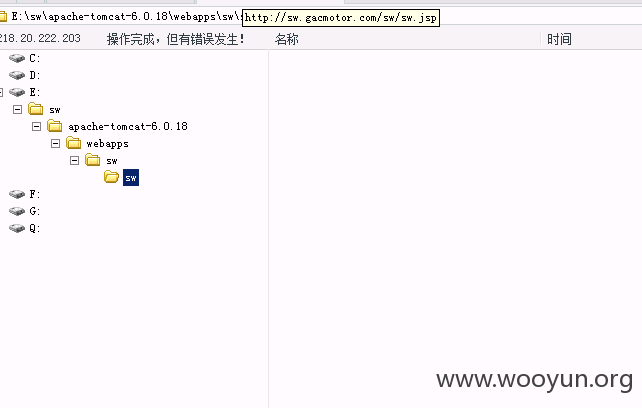 E:\sw\apache-tomcat-6.0.18\webapps\sw\
http://sw.gacmotor.com/sw/sw.jsp
218.20.222.203 操作完成，但有错误发生！ 名称 时间
C:
D:
E:
sw
apache-tomcat-6.0.18
webapps
sw
sw
F:
G:
Q:
www.wooyun.org